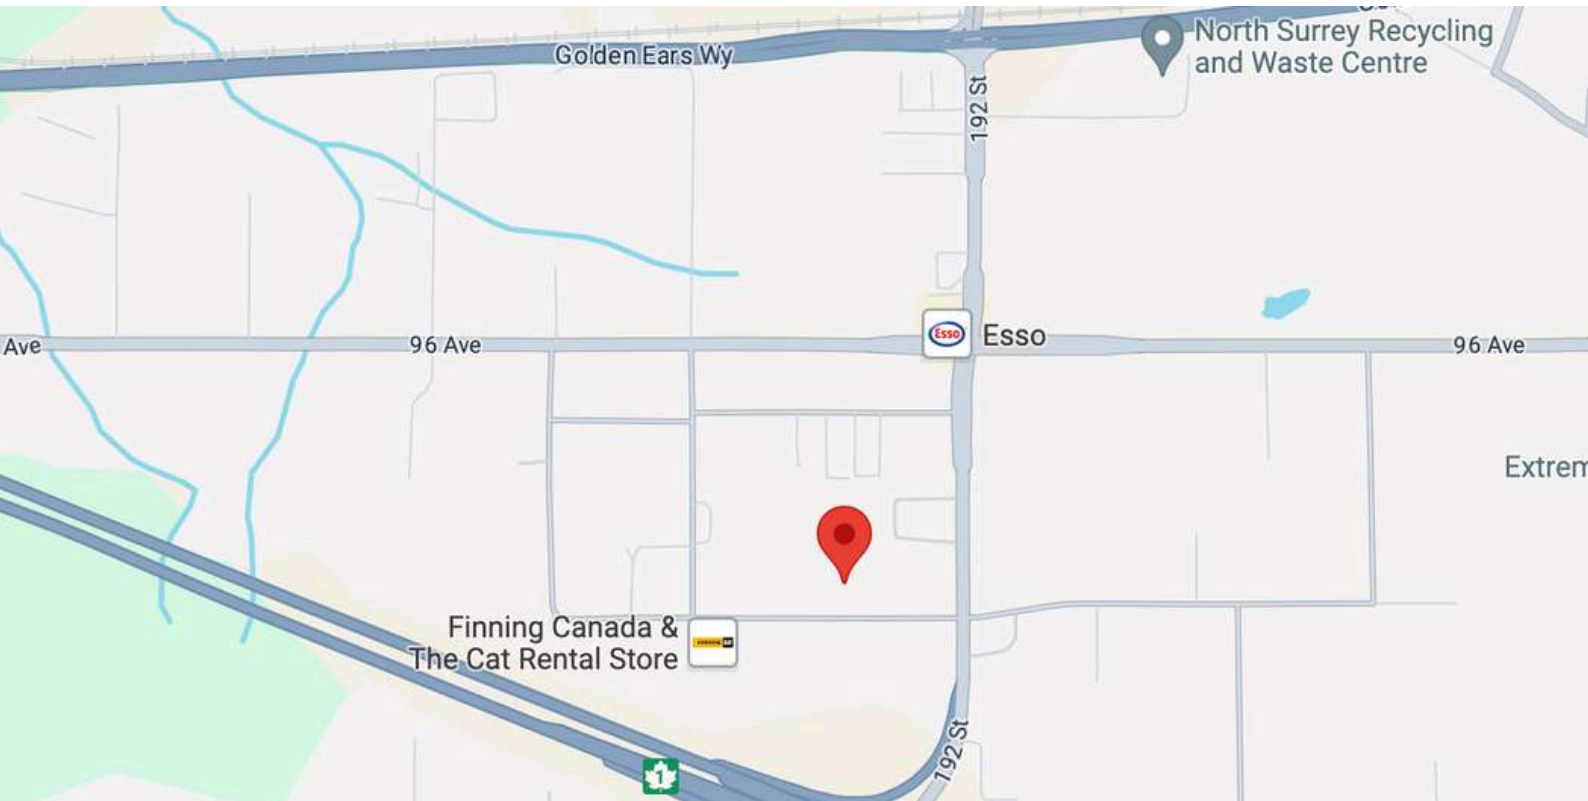 Golden Ears Wy
North Surrey Recycling
and Waste Centre
192 St
Esso
Esso
Ave
96 Ave
96 Ave
Extrem
Finning Canada &
The Cat Rental Store
192 St
1